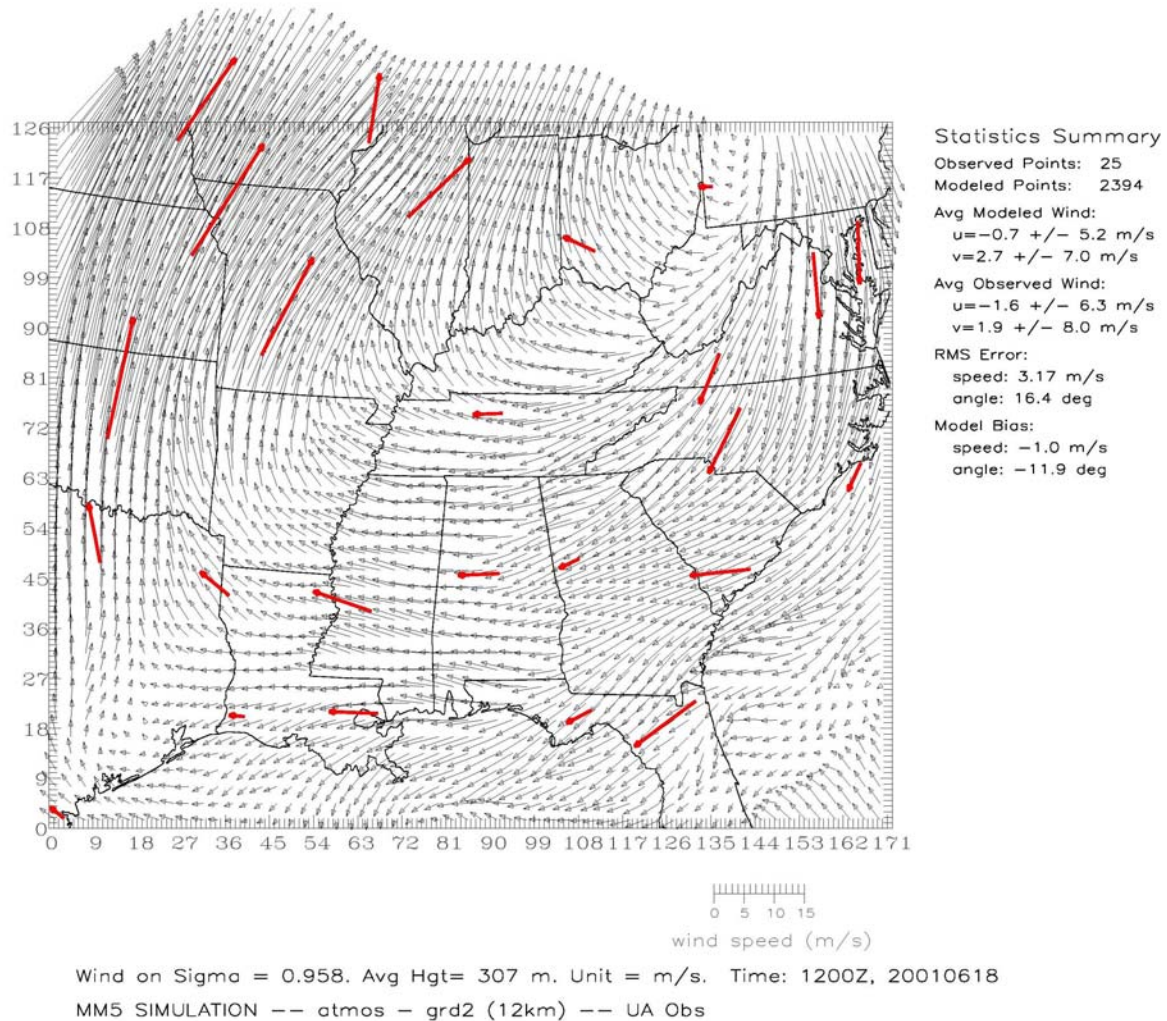 126
117
108
99
90
81
72
63
54
45
36
27
18
9
0
0 9 18 27 36 45 54 63 72 81 90 99 108 117 126 135 144 153 162 171
Statistics Summary
Observed Points: 25
Modeled Points: 2394
Avg Modeled Wind:
u=-0.7 +/- 5.2 m/s
v=2.7 +/- 7.0 m/s
Avg Observed Wind:
u=-1.6 +/- 6.3 m/s
v=1.9 +/- 8.0 m/s
RMS Error:
speed: 3.17 m/s
angle: 16.4 deg
Model Bias:
speed: -1.0 m/s
angle: -11.9 deg
0 5 10 15
wind speed (m/s)
Wind on Sigma = 0.958. Avg Hgt= 307 m. Unit = m/s. Time: 1200Z, 20010618
MM5 SIMULATION -- atmos - grd2 (12km) -- UA Obs